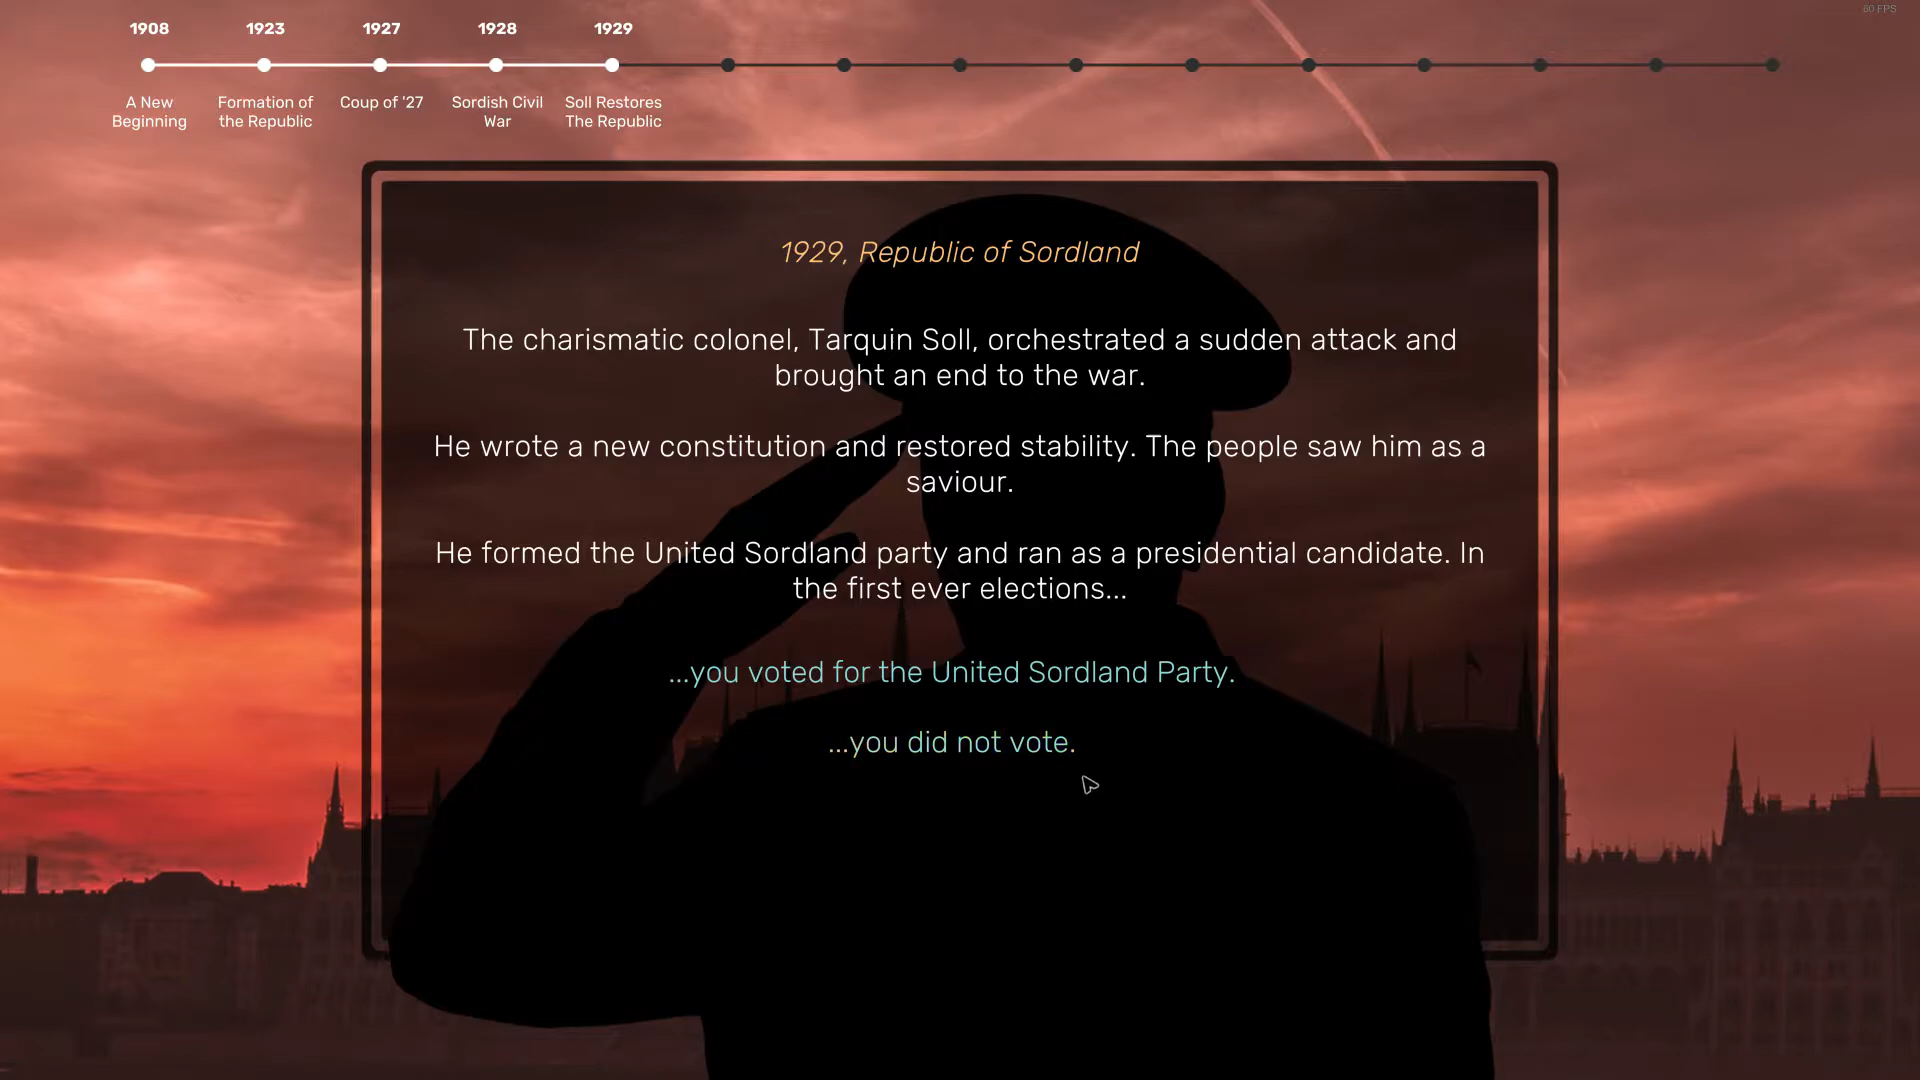 60 FPS
1908 1923 1927 1928 1929
A New Formation of Coup of '27 Sordish Civil Soll Restores
Beginning the Republic War The Republic
1929, Republic of Sordland
The charismatic colonel, Tarquin Soll, orchestrated a sudden attack and
brought an end to the war.
He wrote a new constitution and restored stability. The people saw him as a
saviour.
He formed the United Sordland party and ran as a presidential candidate. In
the first ever elections...
...you voted for the United Sordland Party.
...you did not vote.